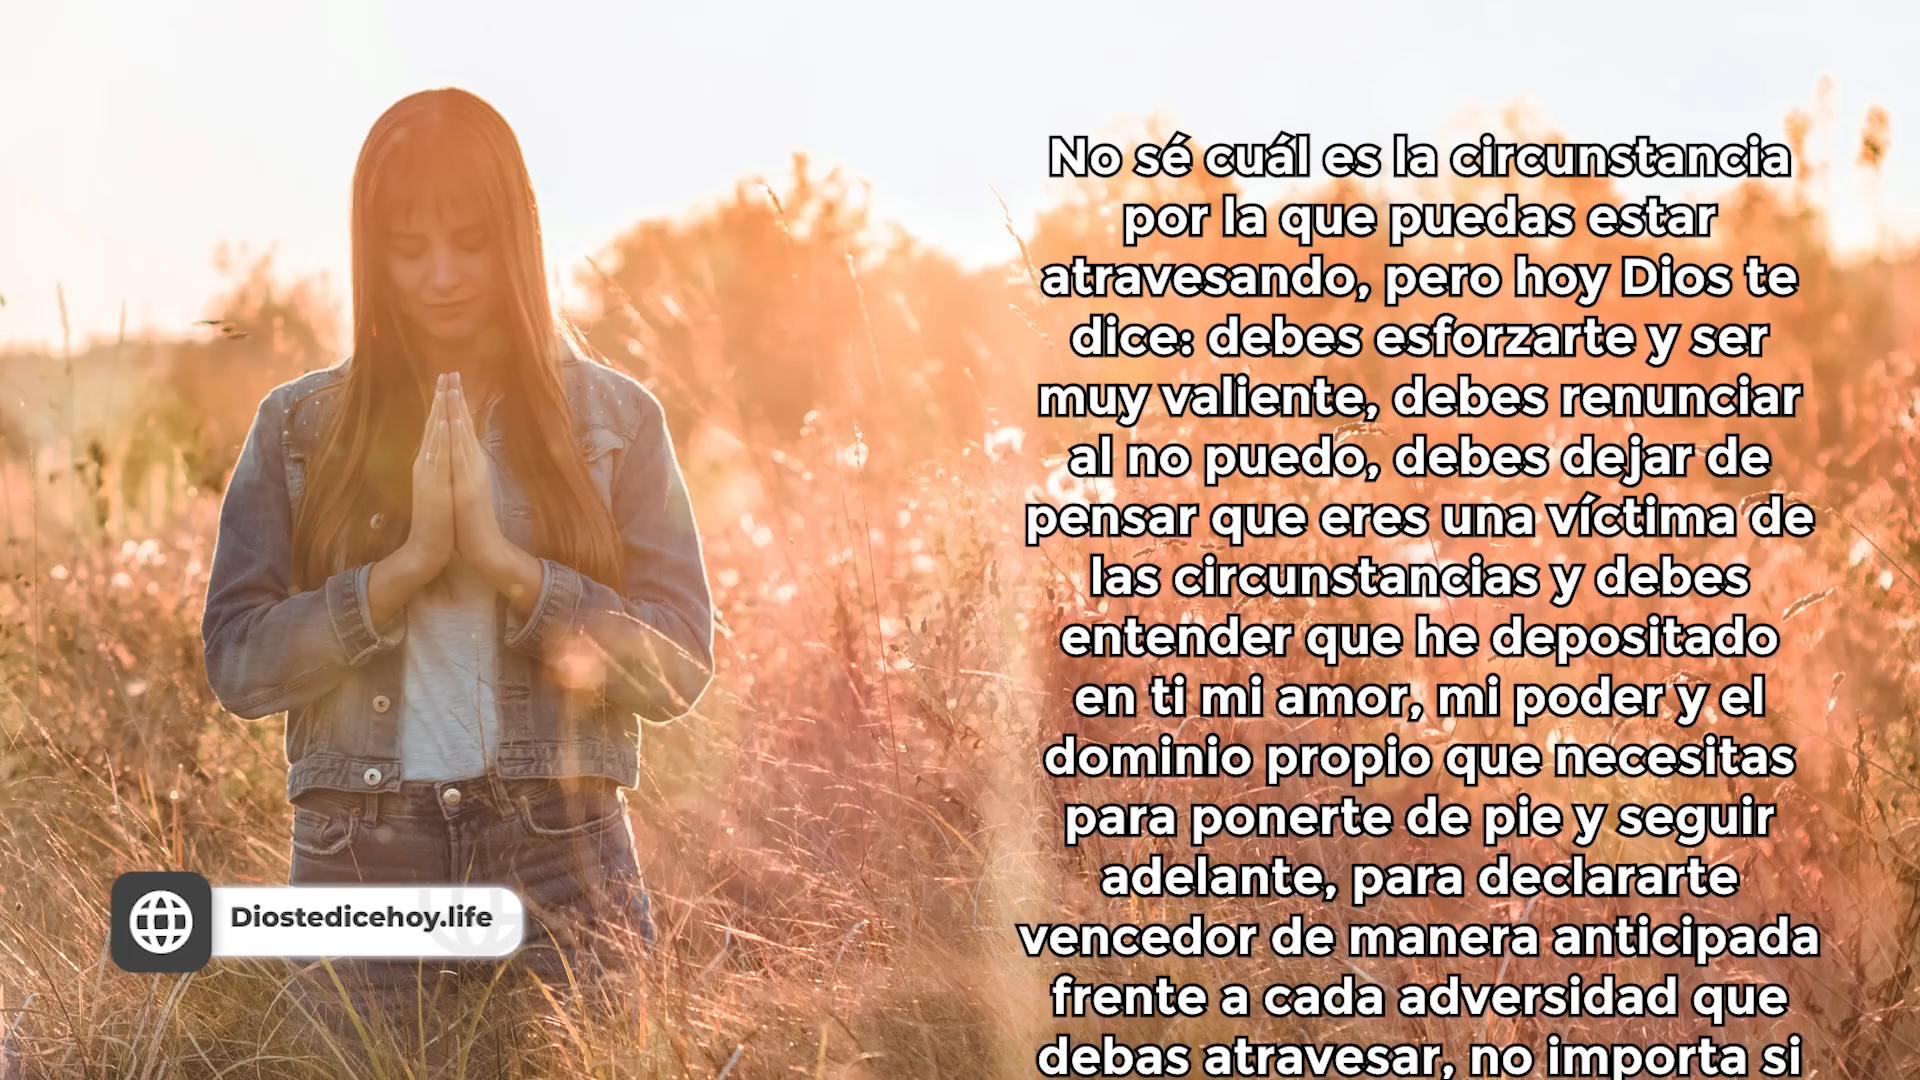 No sé cuál es la circunstancia
por la que puedas estar
atravesando, pero hoy Dios te
dice: debes esforzarte y ser
muy valiente, debes renunciar
al no puedo, debes dejar de
pensar que eres una víctima de
las circunstancias y debes
entender que he depositado
en ti mi amor, mi poder y el
dominio propio que necesitas
para ponerte de pie y seguir
adelante, para declararte
vencedor de manera anticipada
frente a cada adversidad que
debas atravesar, no importa si
Diostedicehoy.life